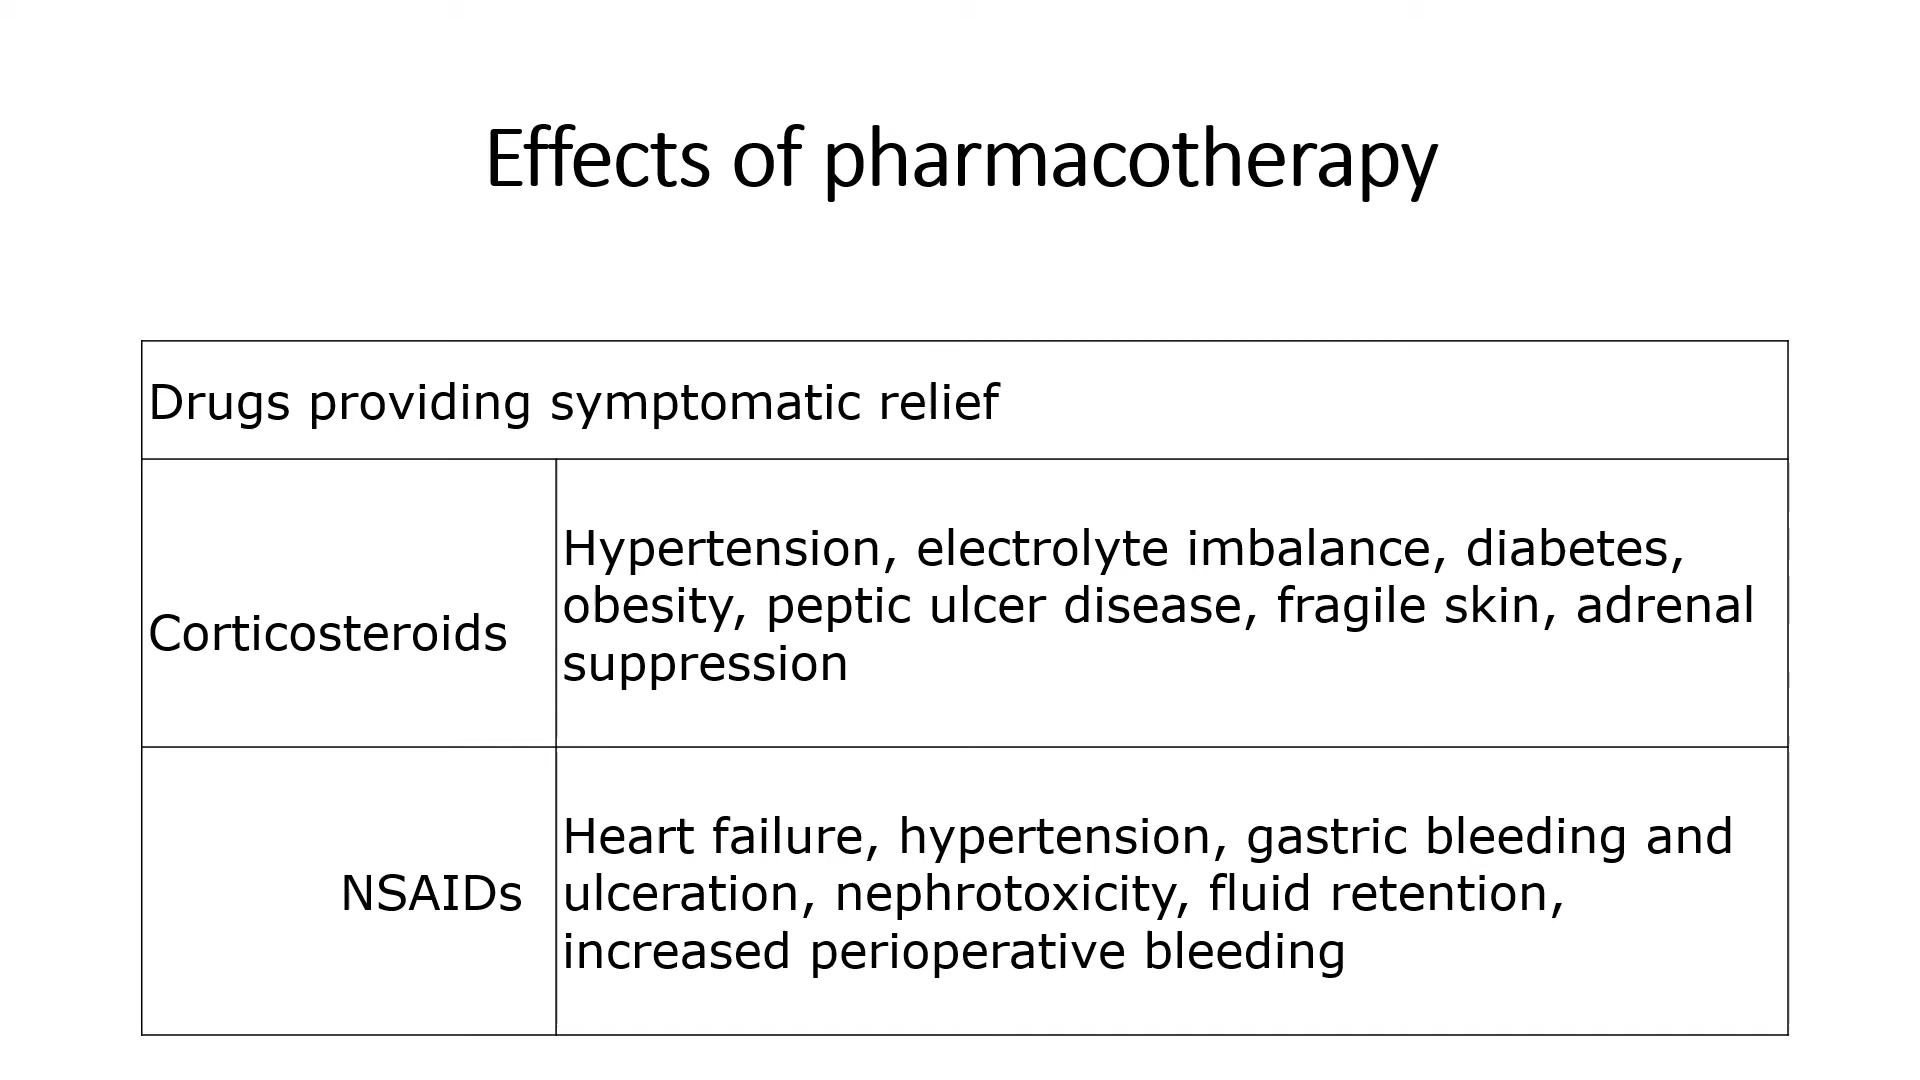 Effects of pharmacotherapy
Drugs providing symptomatic relief
Corticosteroids
Hypertension, electrolyte imbalance, diabetes,
obesity, peptic ulcer disease, fragile skin, adrenal
suppression
NSAIDs
Heart failure, hypertension, gastric bleeding and
ulceration, nephrotoxicity, fluid retention,
increased perioperative bleeding